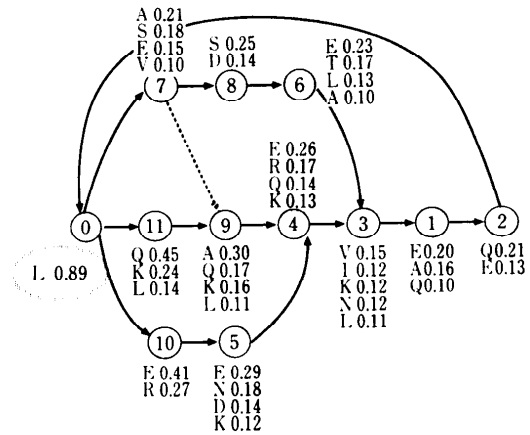 A 0.21
S 0.18
E 0.15
V 0.10
7
S 0.25
D 0.14
8
E 0.23
T 0.17
L 0.13
A 0.10
6
E 0.26
R 0.17
Q 0.14
K 0.13
0
11
9
4
3
1
2
L 0.89
Q 0.45
K 0.24
L 0.14
A 0.30
Q 0.17
K 0.16
L 0.11
V 0.15
I 0.12
K 0.12
N 0.12
L 0.11
E 0.20
A 0.16
Q 0.10
Q 0.21
E 0.13
10
5
E 0.41
R 0.27
E 0.29
N 0.18
D 0.14
K 0.12